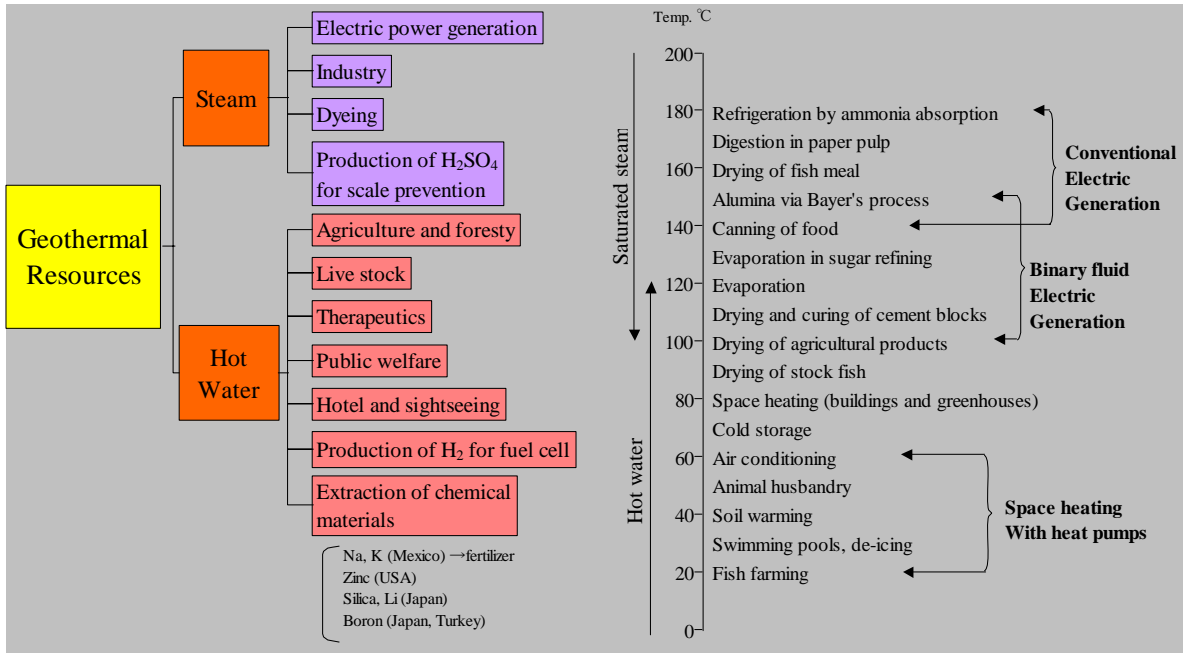 Geothermal
Resources
Steam
Hot
Water
Electric power generation
Industry
Dyeing
Production of H₂SO₄
for scale prevention
Agriculture and foresty
Live stock
Therapeutics
Public welfare
Hotel and sightseeing
Production of H₂ for fuel cell
Extraction of chemical
materials
Na, K (Mexico) →fertilizer
Zinc (USA)
Silica, Li (Japan)
Boron (Japan, Turkey)
Temp. ℃
Saturated steam
Hot water
200
180
160
140
120
100
80
60
40
20
0
Refrigeration by ammonia absorption
Digestion in paper pulp
Drying of fish meal
Alumina via Bayer's process
Canning of food
Evaporation in sugar refining
Evaporation
Drying and curing of cement blocks
Drying of agricultural products
Drying of stock fish
Space heating (buildings and greenhouses)
Cold storage
Air conditioning
Animal husbandry
Soil warming
Swimming pools, de-icing
Fish farming
Conventional
Electric
Generation
Binary fluid
Electric
Generation
Space heating
With heat pumps